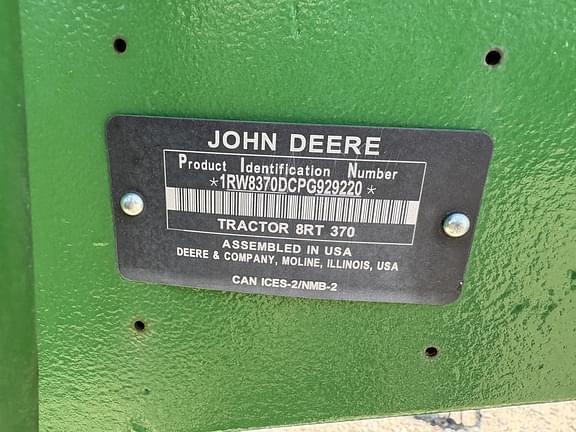 JOHN DEERE
Product Identification Number
*1RW8370DCPG929220*
TRACTOR 8RT 370
ASSEMBLED IN USA
DEERE & COMPANY, MOLINE, ILLINOIS, USA
CAN ICES-2/NMB-2